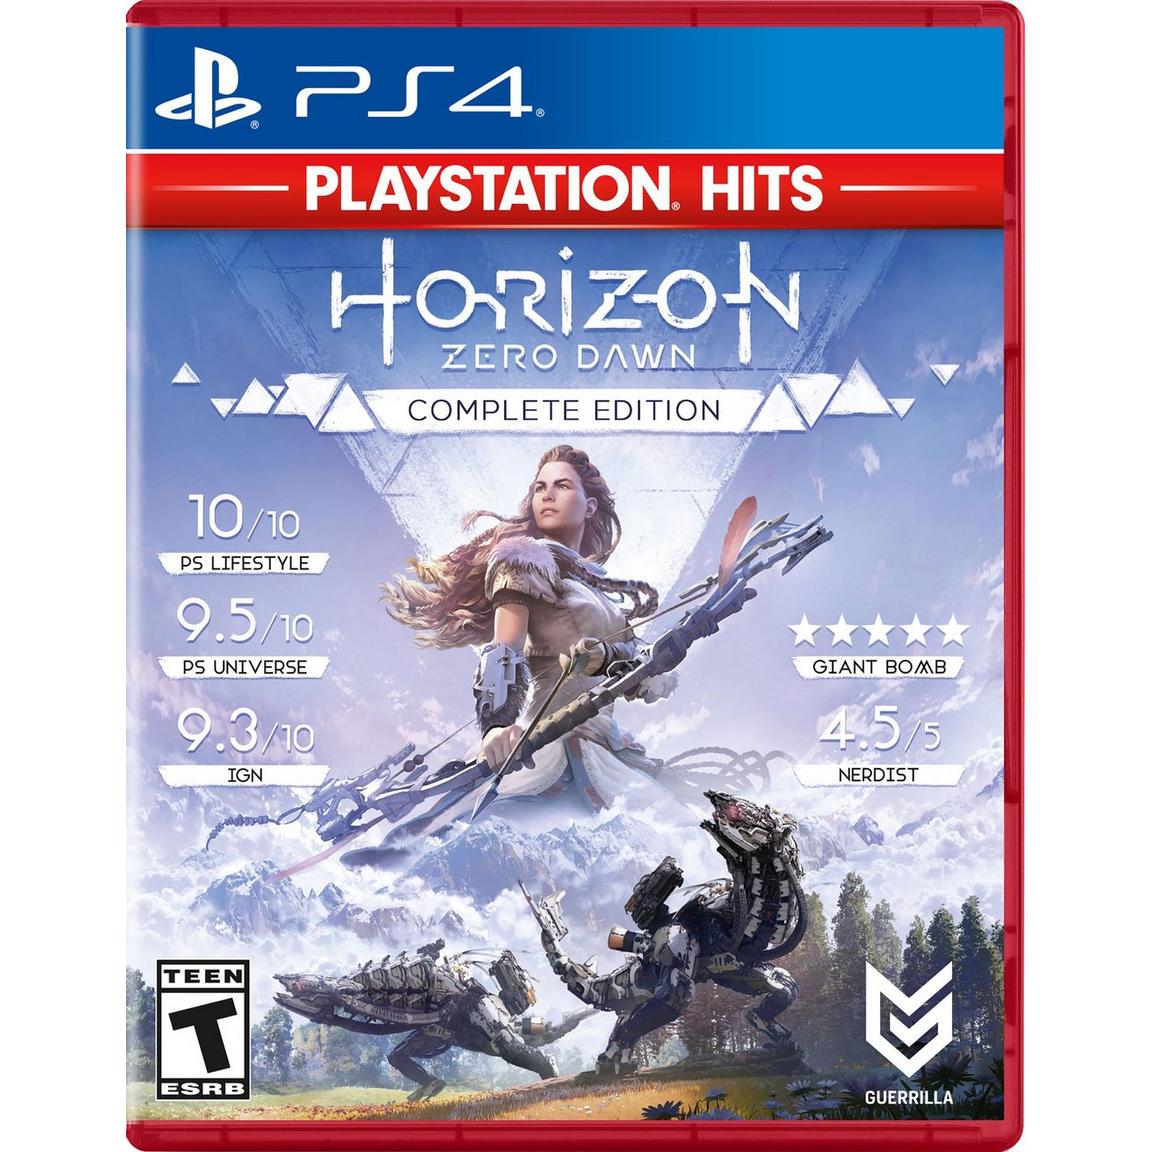 PS4®
PLAYSTATION® HITS
HORIZON
ZERO DAWN
COMPLETE EDITION
10/10
PS LIFESTYLE
9.5/10
PS UNIVERSE
9.3/10
IGN
★★★★★
GIANT BOMB
4.5/5
NERDIST
TEEN
T
ESRB
GUERRILLA